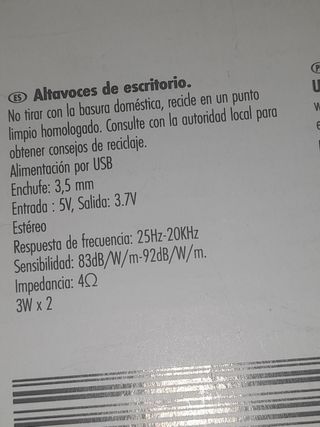 ES Altavoces de escritorio.
No tirar con la basura doméstica, recicle en un punto
limpio homologado. Consulte con la autoridad local para
obtener consejos de reciclaje.
Alimentación por USB
Enchufe: 3,5 mm
Entrada : 5V, Salida: 3.7V
Estéreo
Respuesta de frecuencia: 25Hz-20KHz
Sensibilidad: 83dB/W/m-92dB/W/m.
Impedancia: 4Ω
3W x 2